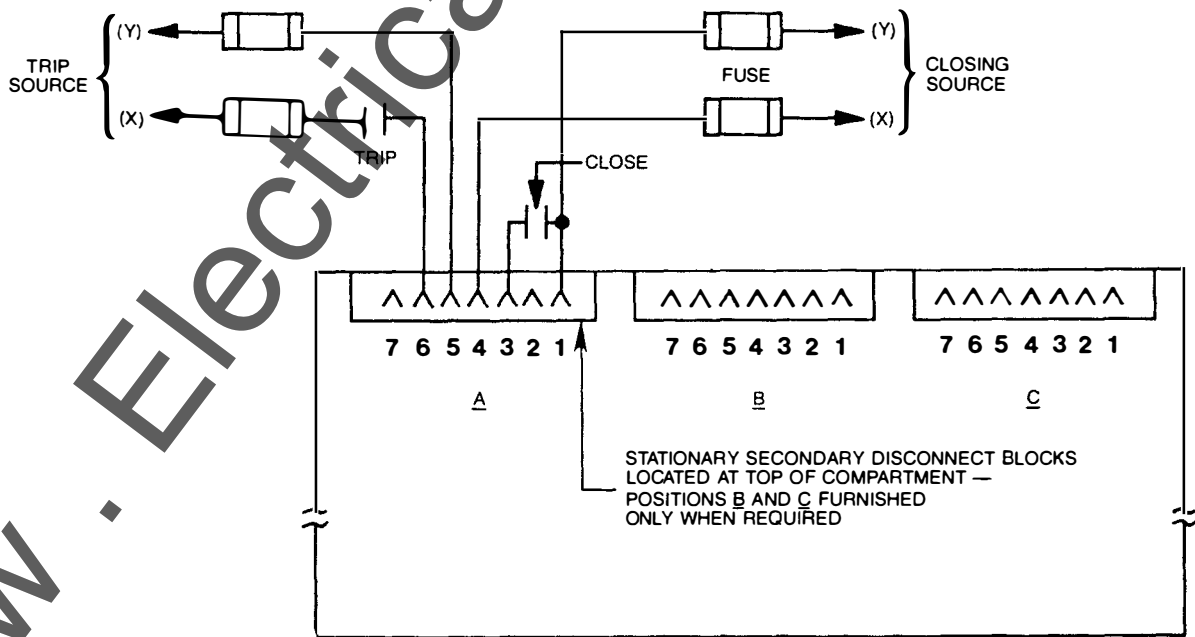 (Y)
(Y)
TRIP
SOURCE
FUSE
CLOSING
SOURCE
(X)
(X)
TRIP
CLOSE
7 6 5 4 3 2 1
7 6 5 4 3 2 1
7 6 5 4 3 2 1
A
B
C
STATIONARY SECONDARY DISCONNECT BLOCKS
LOCATED AT TOP OF COMPARTMENT —
POSITIONS B AND C FURNISHED
ONLY WHEN REQUIRED
w . Electrica